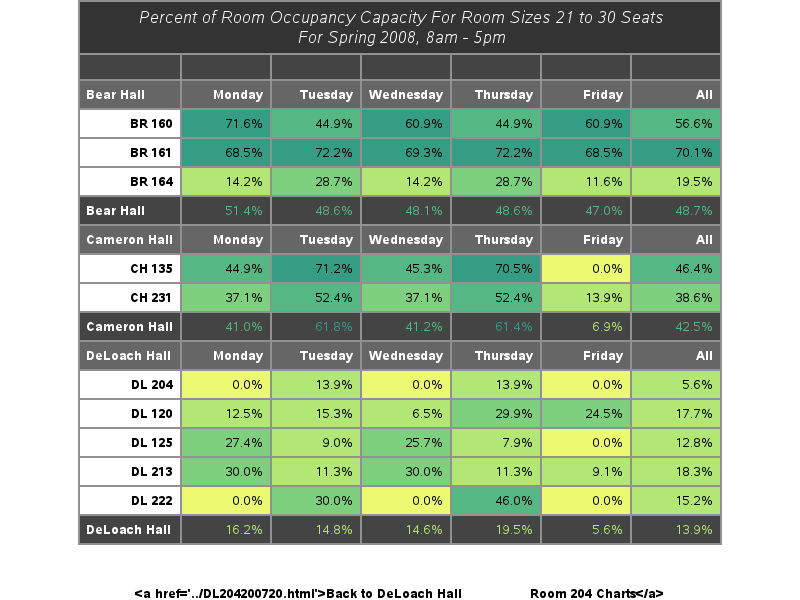 Percent of Room Occupancy Capacity For Room Sizes 21 to 30 Seats
For Spring 2008, 8am - 5pm
Bear Hall Monday Tuesday Wednesday Thursday Friday All
BR 160 71.6% 44.9% 60.9% 44.9% 60.9% 56.6%
BR 161 68.5% 72.2% 69.3% 72.2% 68.5% 70.1%
BR 164 14.2% 28.7% 14.2% 28.7% 11.6% 19.5%
Bear Hall 51.4% 48.6% 48.1% 48.6% 47.0% 48.7%
Cameron Hall Monday Tuesday Wednesday Thursday Friday All
CH 135 44.9% 71.2% 45.3% 70.5% 0.0% 46.4%
CH 231 37.1% 52.4% 37.1% 52.4% 13.9% 38.6%
Cameron Hall 41.0% 61.8% 41.2% 61.4% 6.9% 42.5%
DeLoach Hall Monday Tuesday Wednesday Thursday Friday All
DL 204 0.0% 13.9% 0.0% 13.9% 0.0% 5.6%
DL 120 12.5% 15.3% 6.5% 29.9% 24.5% 17.7%
DL 125 27.4% 9.0% 25.7% 7.9% 0.0% 12.8%
DL 213 30.0% 11.3% 30.0% 11.3% 9.1% 18.3%
DL 222 0.0% 30.0% 0.0% 46.0% 0.0% 15.2%
DeLoach Hall 16.2% 14.8% 14.6% 19.5% 5.6% 13.9%
<a href='../DL204200720.html'>Back to DeLoach Hall Room 204 Charts</a>